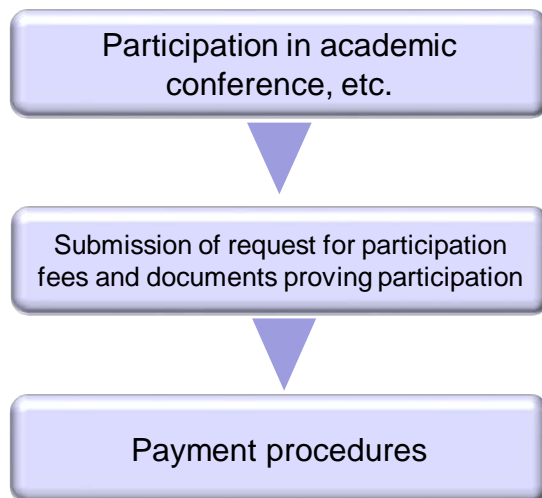 Participation in academic
conference, etc.
Submission of request for participation
fees and documents proving participation
Payment procedures